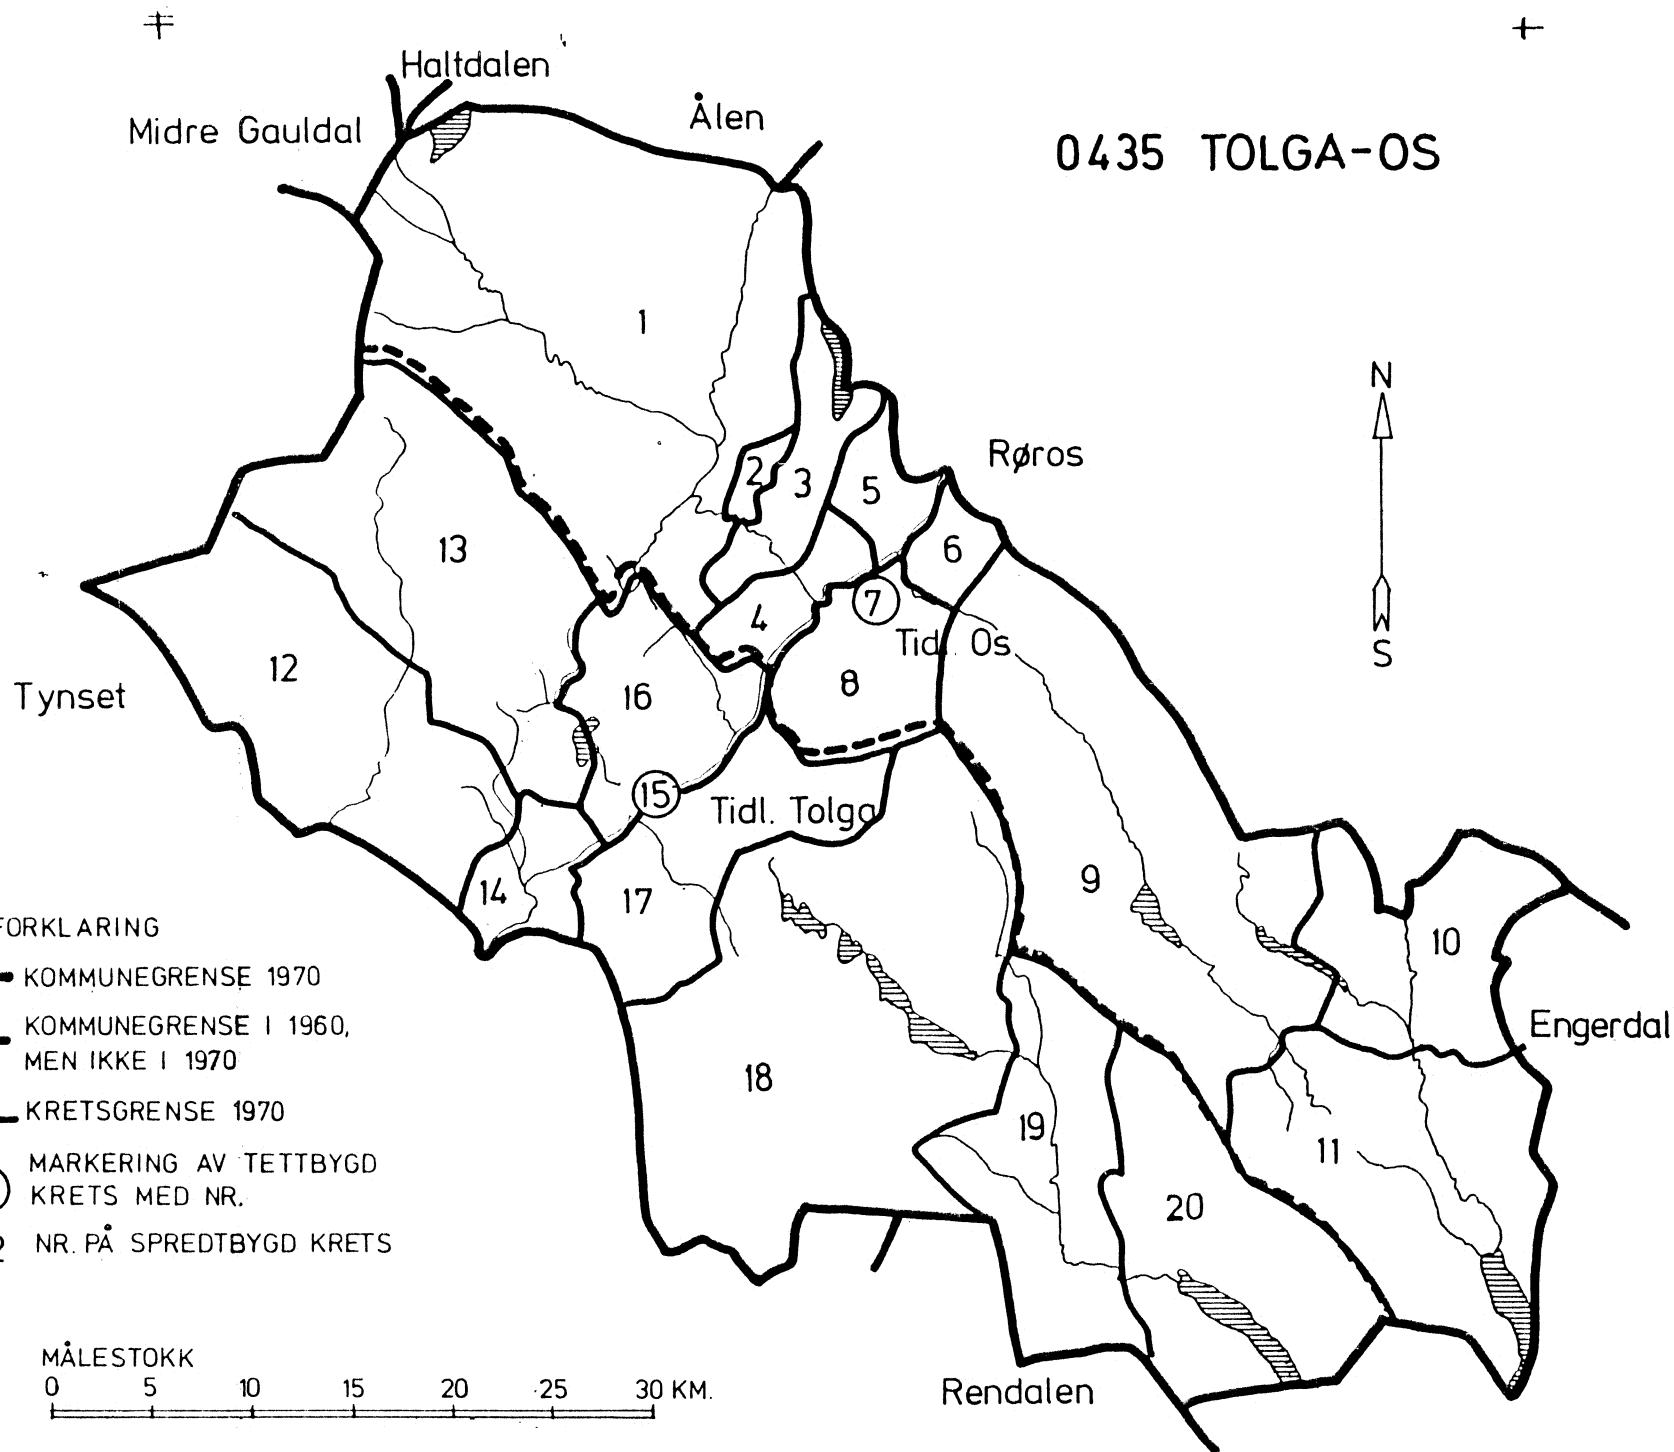 Haltdalen
Midre Gauldal
Ålen
0435 TOLGA-OS
1
N
Røros
2
3
5
6
13
7
4
S
Tidl. Os
12
Tynset
16
8
15
Tidl. Tolga
9
14
17
10
FORKLARING
KOMMUNEGRENSE 1970
KOMMUNEGRENSE I 1960,
MEN IKKE I 1970
Engerdal
18
KRETSGRENSE 1970
19
11
MARKERING AV TETTBYGD
KRETS MED NR.
20
NR. PÅ SPREDTBYGD KRETS
MÅLESTOKK
0 5 10 15 20 25 30 KM.
Rendalen